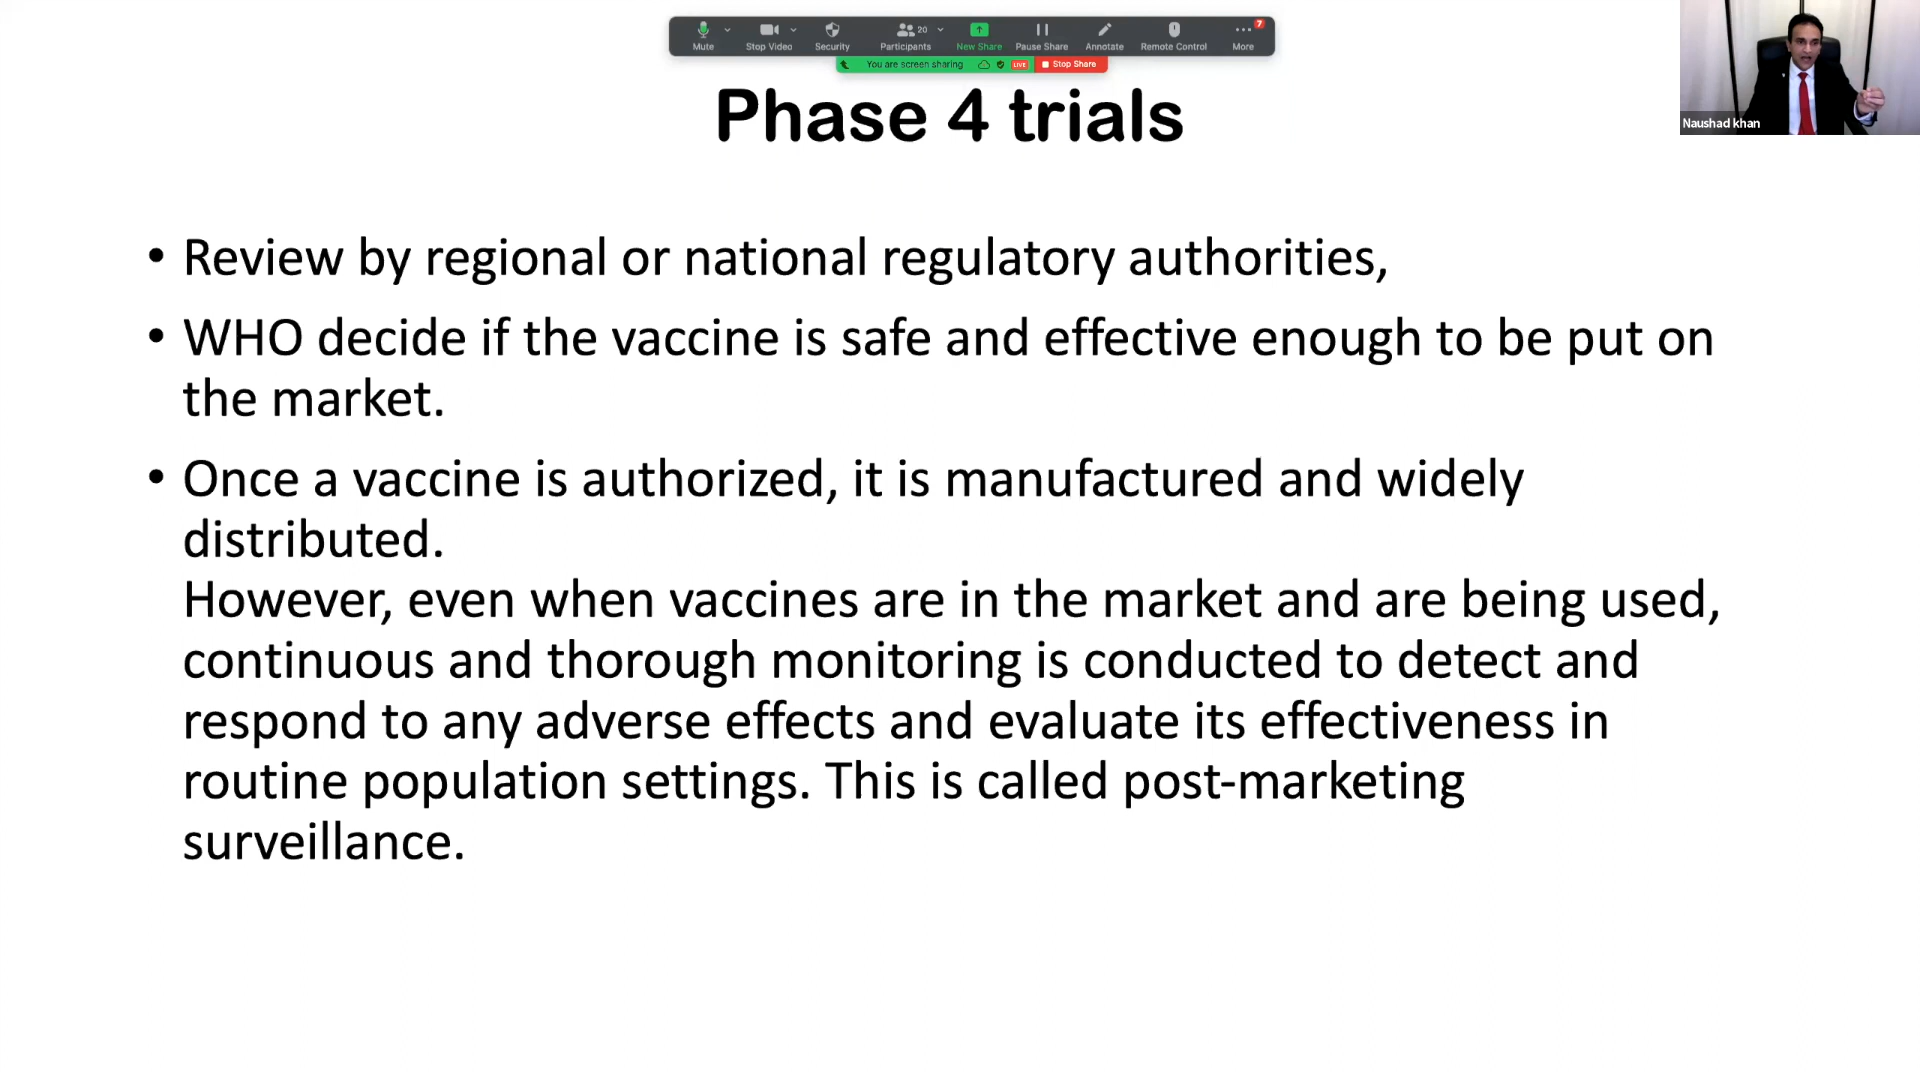 Mute
Stop Video
Security
20
Participants
New Share
Pause Share
Annotate
Remote Control
7
More
You are screen sharing
LIVE
Stop Share
Naushad khan
Phase 4 trials
• Review by regional or national regulatory authorities,
• WHO decide if the vaccine is safe and effective enough to be put on
the market.
• Once a vaccine is authorized, it is manufactured and widely
distributed.
However, even when vaccines are in the market and are being used,
continuous and thorough monitoring is conducted to detect and
respond to any adverse effects and evaluate its effectiveness in
routine population settings. This is called post-marketing
surveillance.